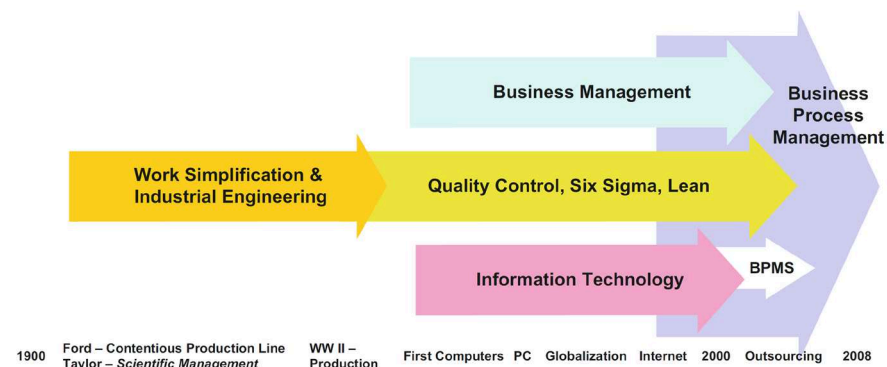 Business Management
Business
Process
Management
Work Simplification &
Industrial Engineering
Quality Control, Six Sigma, Lean
Information Technology
BPMS
1900 Ford – Contentious Production Line WW II – First Computers PC Globalization Internet 2000 Outsourcing 2008
Taylor – Scientific Management Production